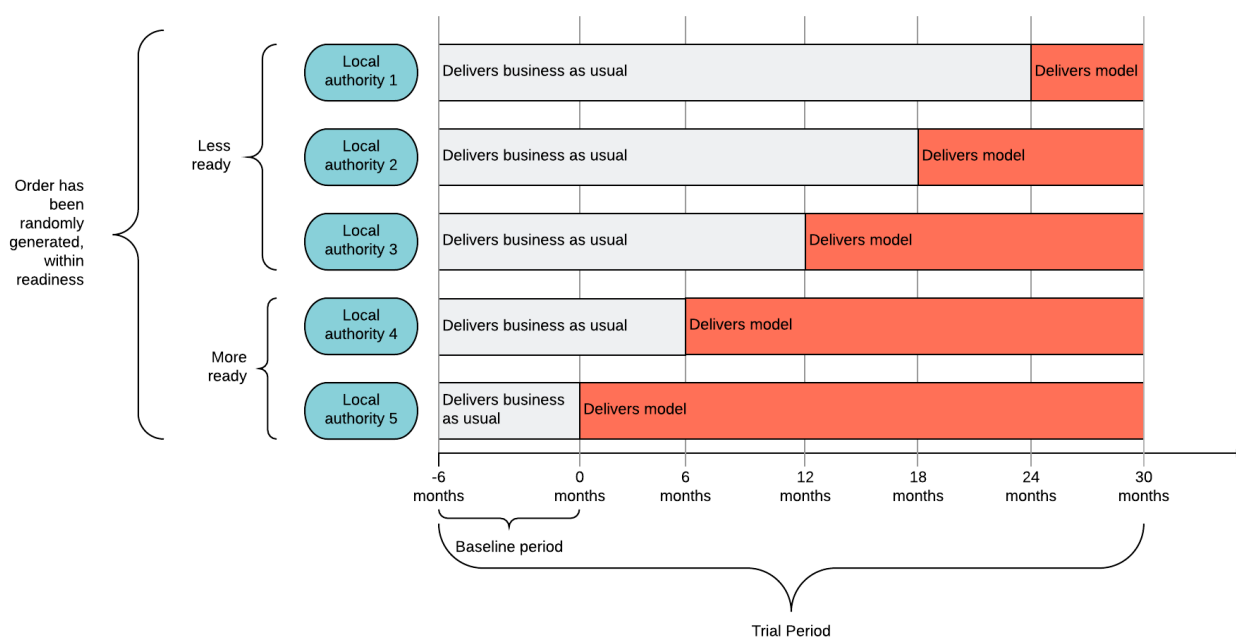 Order has
been
randomly
generated,
within
readiness
Less
ready
More
ready
Local
authority 1
Delivers business as usual
Delivers model
Local
authority 2
Delivers business as usual
Delivers model
Local
authority 3
Delivers business as usual
Delivers model
Local
authority 4
Delivers business as usual
Delivers model
Local
authority 5
Delivers business
as usual
Delivers model
-6
months
0
months
6
months
12
months
18
months
24
months
30
months
Baseline period
Trial Period